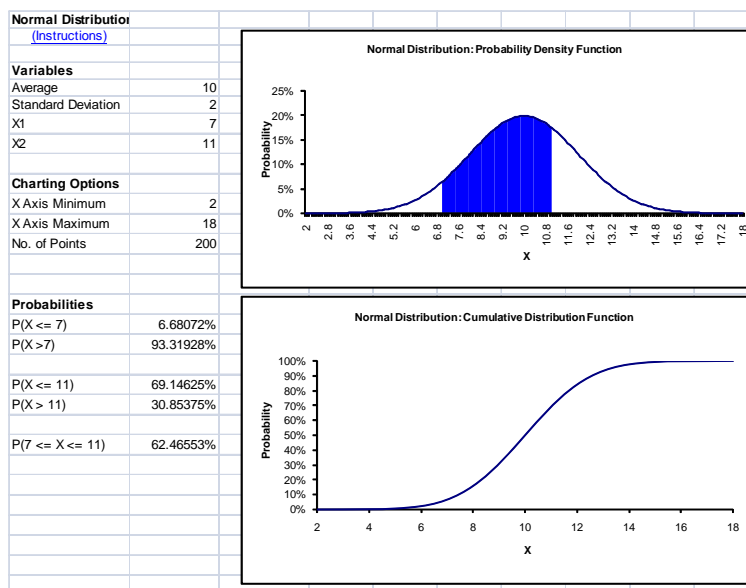 Normal Distribution
(Instructions)
Variables
Average 10
Standard Deviation 2
X1 7
X2 11
Charting Options
X Axis Minimum 2
X Axis Maximum 18
No. of Points 200
Probabilities
P(X <= 7) 6.68072%
P(X >7) 93.31928%
P(X <= 11) 69.14625%
P(X > 11) 30.85375%
P(7 <= X <= 11) 62.46553%
Normal Distribution: Probability Density Function
Probability
25%
20%
15%
10%
5%
0%
2 2.8 3.6 4.4 5.2 6 6.8 7.6 8.4 9.2 10 10.8 11.6 12.4 13.2 14 14.8 15.6 16.4 17.2 18
X
Normal Distribution: Cumulative Distribution Function
Probability
100%
90%
80%
70%
60%
50%
40%
30%
20%
10%
0%
2 4 6 8 10 12 14 16 18
X